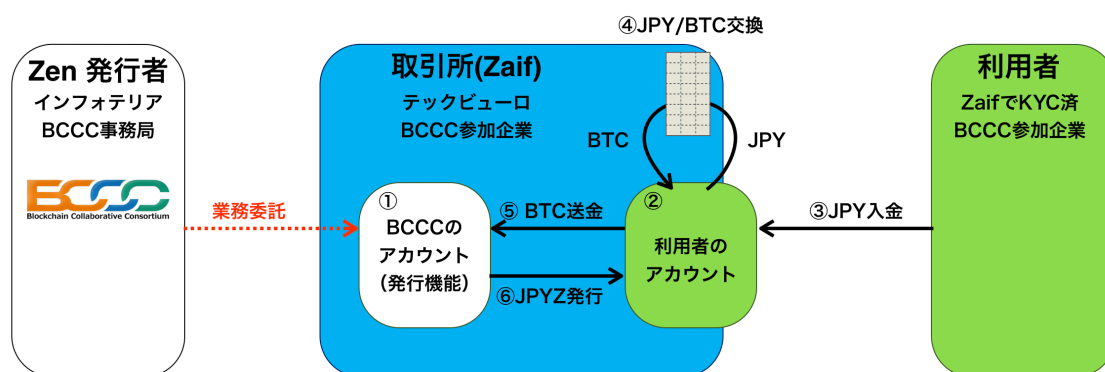 ④JPY/BTC交換
Zen 発行者
インフォテリア
BCCC事務局
BCCC
Blockchain Collaborative Consortium
業務委託
取引所(Zaif)
テックビューロ
BCCC参加企業
BTC
JPY
①
BCCCの
アカウント
(発行機能)
⑤ BTC送金
⑥JPYZ発行
②
利用者の
アカウント
③JPY入金
利用者
ZaifでKYC済
BCCC参加企業